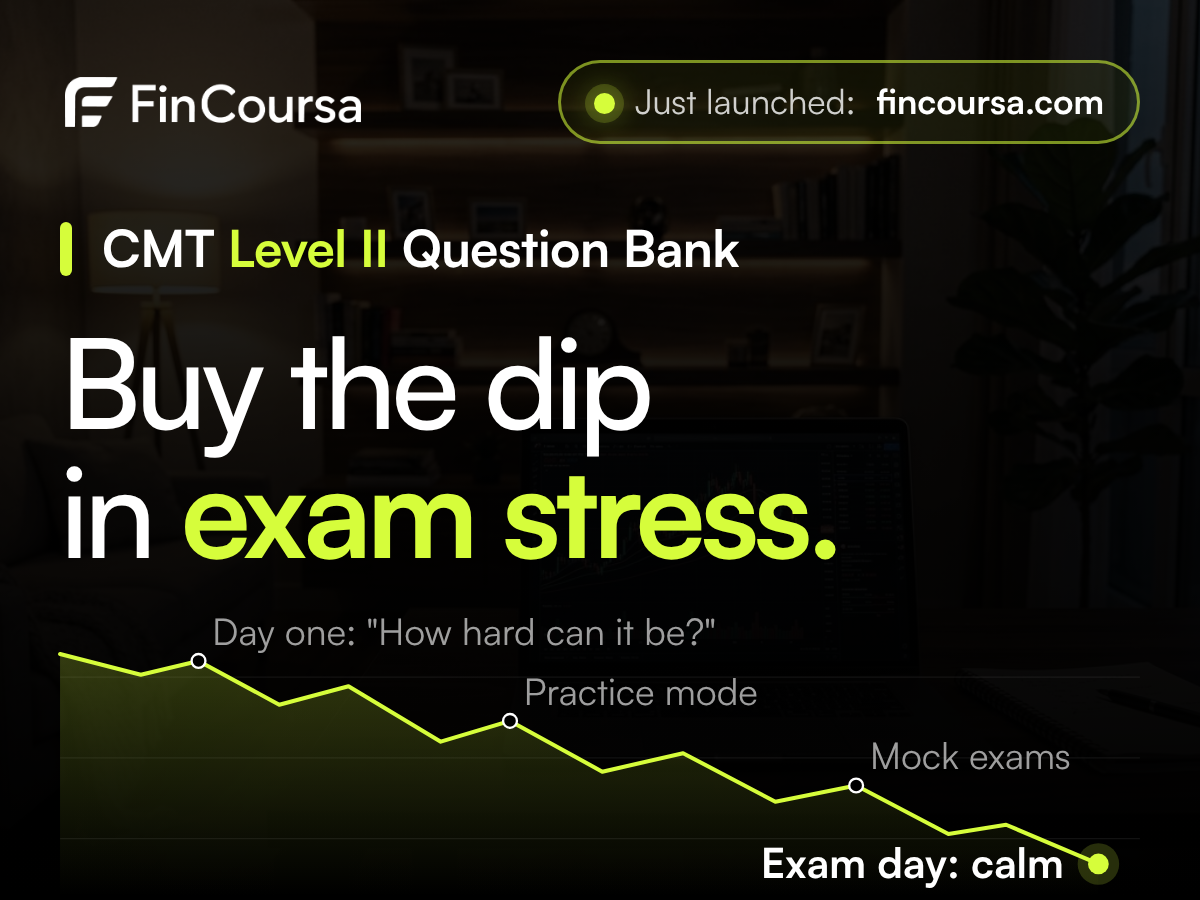 FinCoursa
Just launched: fincoursa.com
CMT Level II Question Bank
Buy the dip
in exam stress.
Day one: "How hard can it be?"
Practice mode
Mock exams
Exam day: calm